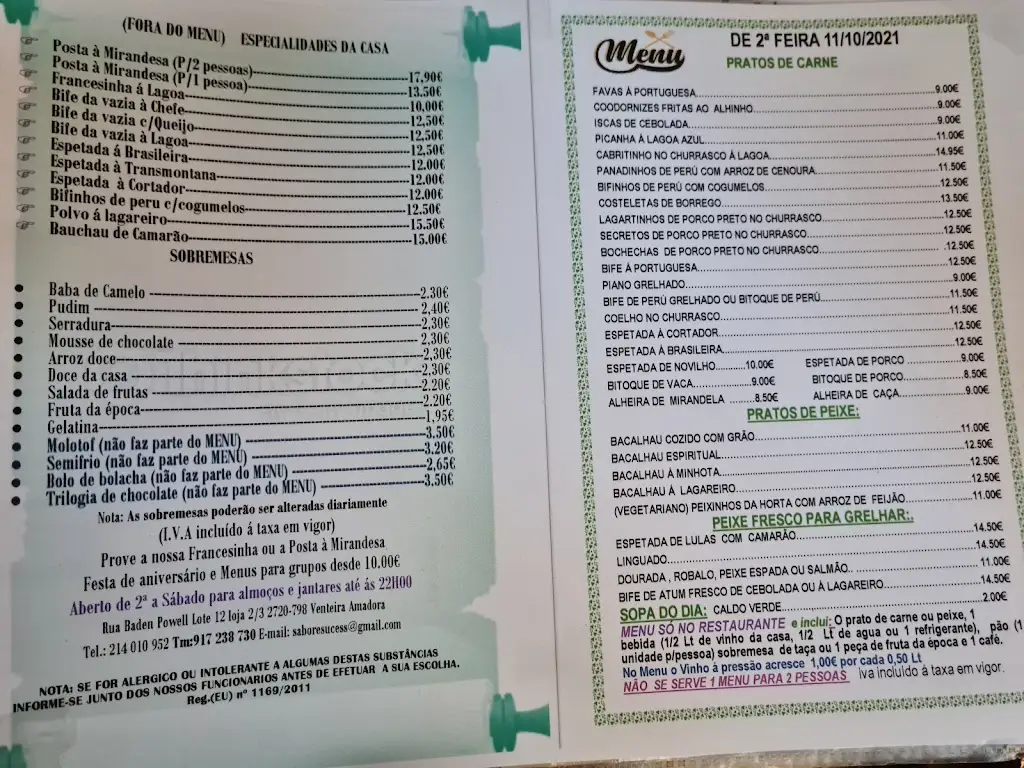 (FORA DO MENU) ESPECIALIDADES DA CASA
Posta à Mirandesa (P/2 pessoas)---17,90€
Posta à Mirandesa (P/1 pessoa)---13.50€
Francesinha á Lagoa---10,00€
Bife da vazia à Chefe---12,50€
Bife da vazia c/Queijo---12.50€
Bife da vazia à Lagoa---12,50€
Espetada á Brasileira---12.00€
Espetada à Transmontana---12.00€
Espetada à Cortador---12.00€
Bifinhos de peru c/cogumelos---12.50€
Polvo á lagareiro---15.50€
Bauchau de Camarão---15.00€
SOBREMESAS
Baba de Camelo ---2.30€
Pudim ---2,40€
Serradura---2,30€
Mousse de chocolate ---2,30€
Arroz doce---2,30€
Doce da casa ---2.30€
Salada de frutas ---2.20€
Fruta da época---2.20€
Gelatina---1,95€
Molotof (não faz parte do MENU) ---3.50€
Semifrio (não faz parte do MENU) ---3.20€
Bolo de bolacha (não faz parte do MENU) ---2,65€
Trilogia de chocolate (não faz parte do MENU) ---3.50€
Nota: As sobremesas poderão ser alteradas diariamente
(I.V.A incluído á taxa em vigor)
Prove a nossa Francesinha ou a Posta à Mirandesa
Festa de aniversário e Menus para grupos desde 10.00€
Aberto de 2ª a Sábado para almoços e jantares até ás 22H00
Rua Baden Powell Lote 12 loja 2/3 2720-798 Venteira Amadora
Tel.: 214 010 952 Tm:917 238 730 E-mail: saboresucess@gmail.com
NOTA: SE FOR ALERGICO OU INTOLERANTE A ALGUMAS DESTAS SUBSTÂNCIAS
INFORME-SE JUNTO DOS NOSSOS FUNCIONARIOS ANTES DE EFETUAR A SUA ESCOLHA.
Reg.(EU) nº 1169/2011
Menu DE 2ª FEIRA 11/10/2021
PRATOS DE CARNE
FAVAS À PORTUGUESA...9.00€
COODORNIZES FRITAS AO ALHINHO...9.00€
ISCAS DE CEBOLADA...9.00€
PICANHA À LAGOA AZUL...11.00€
CABRITINHO NO CHURRASCO À LAGOA...14.95€
PANADINHOS DE PERÚ COM ARROZ DE CENOURA...11.50€
BIFINHOS DE PERÚ COM COGUMELOS...12.50€
COSTELETAS DE BORREGO...13.50€
LAGARTINHOS DE PORCO PRETO NO CHURRASCO...12.50€
SECRETOS DE PORCO PRETO NO CHURRASCO...12.50€
BOCHECHAS DE PORCO PRETO NO CHURRASCO...12.50€
BIFE À PORTUGUESA...12.50€
PIANO GRELHADO...9.00€
BIFE DE PERÚ GRELHADO OU BITOQUE DE PERÚ...11.50€
COELHO NO CHURRASCO...11.50€
ESPETADA À CORTADOR...12.50€
ESPETADA À BRASILEIRA...12.50€
ESPETADA DE NOVILHO...10.00€ ESPETADA DE PORCO ...9.00€
BITOQUE DE VACA...9.00€ BITOQUE DE PORCO...8.50€
ALHEIRA DE MIRANDELA ...8.50€ ALHEIRA DE CAÇA...9.00€
PRATOS DE PEIXE:
BACALHAU COZIDO COM GRÃO...11.00€
BACALHAU ESPIRITUAL...12.50€
BACALHAU À MINHOTA...12.50€
BACALHAU À LAGAREIRO...12.50€
(VEGETARIANO) PEIXINHOS DA HORTA COM ARROZ DE FEIJÃO...11.00€
PEIXE FRESCO PARA GRELHAR:.
ESPETADA DE LULAS COM CAMARÃO...14.50€
LINGUADO...14.50€
DOURADA , ROBALO, PEIXE ESPADA OU SALMÃO...11.00€
BIFE DE ATUM FRESCO DE CEBOLADA OU À LAGAREIRO...14.50€
SOPA DO DIA: CALDO VERDE...2.00€
MENU SÓ NO RESTAURANTE e inclui: O prato de carne ou peixe, 1
bebida (1/2 Lt de vinho da casa, 1/2 Lt de agua ou 1 refrigerante), pão (1
unidade p/pessoa) sobremesa de taça ou 1 peça de fruta da época e 1 café.
No Menu o Vinho à pressão acresce 1,00€ por cada 0,50 Lt
NÃO SE SERVE 1 MENU PARA 2 PESSOAS iva incluído á taxa em vigor.